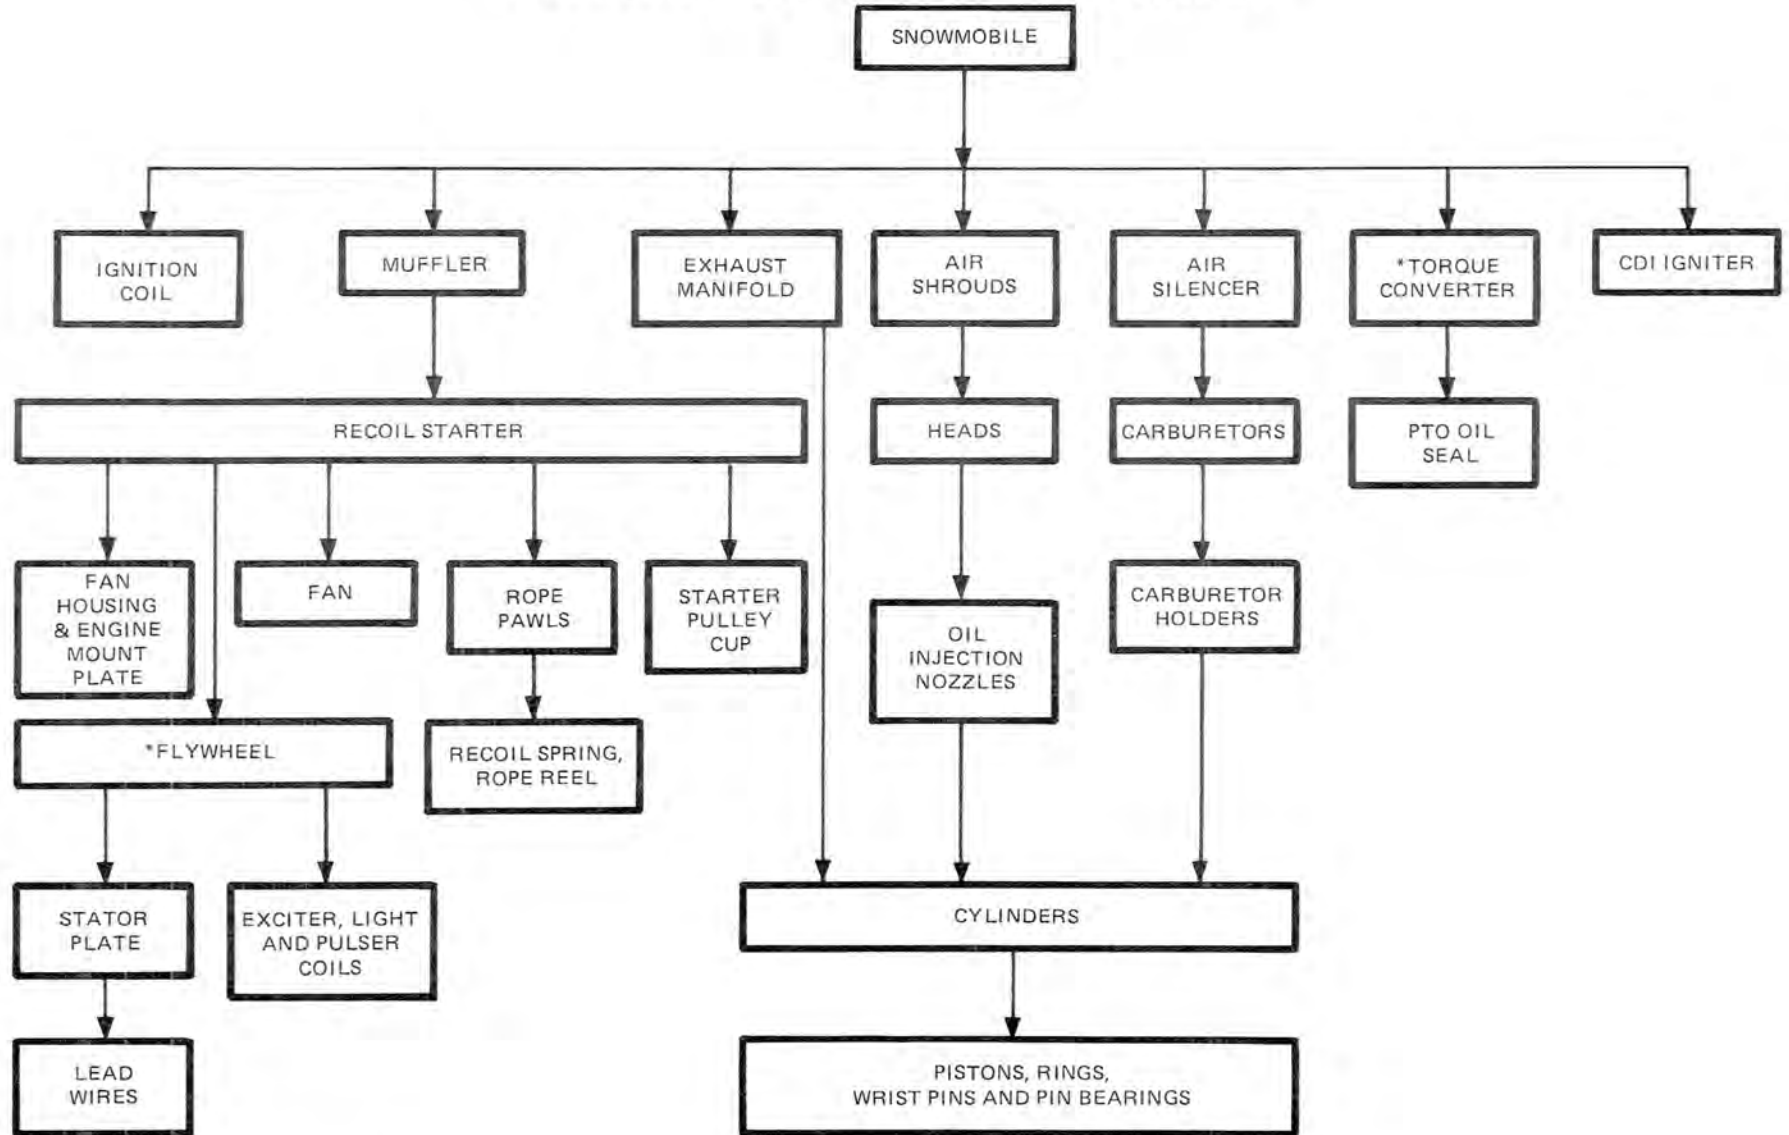 SNOWMOBILE
IGNITION
COIL
MUFFLER
EXHAUST
MANIFOLD
AIR
SHROUDS
AIR
SILENCER
*TORQUE
CONVERTER
CDI IGNITER
RECOIL STARTER
HEADS
CARBURETORS
PTO OIL
SEAL
FAN
HOUSING
& ENGINE
MOUNT
PLATE
FAN
ROPE
PAWLS
STARTER
PULLEY
CUP
OIL
INJECTION
NOZZLES
CARBURETOR
HOLDERS
*FLYWHEEL
RECOIL SPRING,
ROPE REEL
STATOR
PLATE
EXCITER, LIGHT
AND PULSER
COILS
CYLINDERS
LEAD
WIRES
PISTONS, RINGS,
WRIST PINS AND PIN BEARINGS